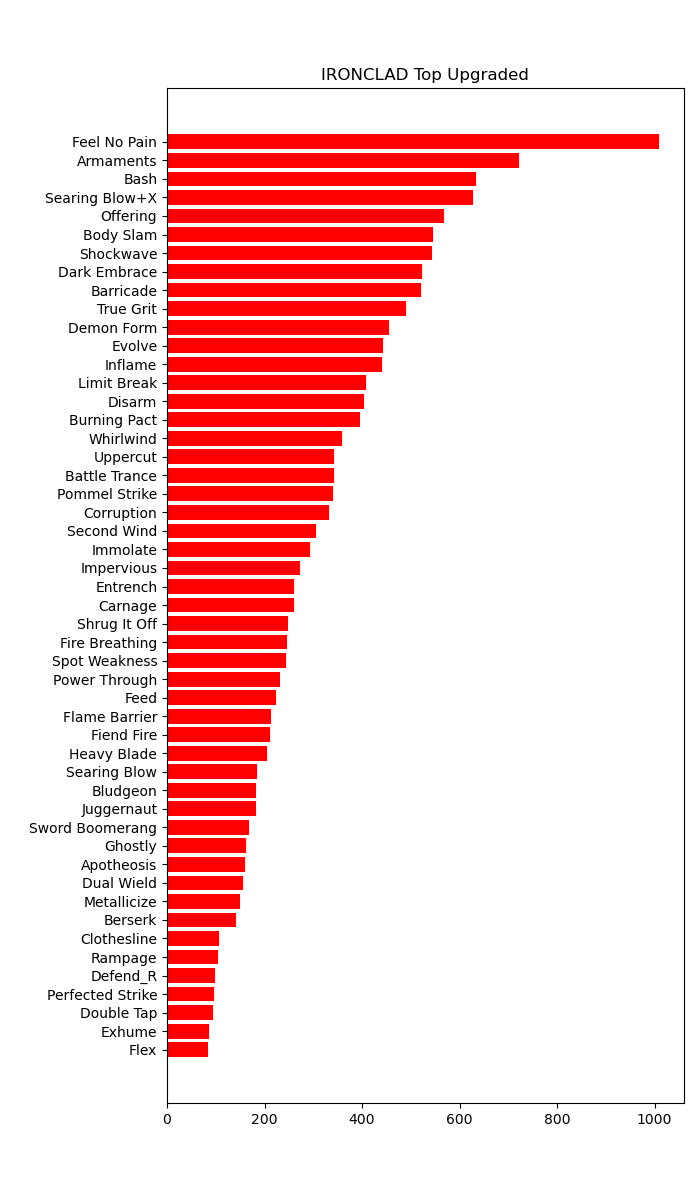 IRONCLAD Top Upgraded
Feel No Pain
Armaments
Bash
Searing Blow+X
Offering
Body Slam
Shockwave
Dark Embrace
Barricade
True Grit
Demon Form
Evolve
Inflame
Limit Break
Disarm
Burning Pact
Whirlwind
Uppercut
Battle Trance
Pommel Strike
Corruption
Second Wind
Immolate
Impervious
Entrench
Carnage
Shrug It Off
Fire Breathing
Spot Weakness
Power Through
Feed
Flame Barrier
Fiend Fire
Heavy Blade
Searing Blow
Bludgeon
Juggernaut
Sword Boomerang
Ghostly
Apotheosis
Dual Wield
Metallicize
Berserk
Clothesline
Rampage
Defend_R
Perfected Strike
Double Tap
Exhume
Flex
0 200 400 600 800 1000